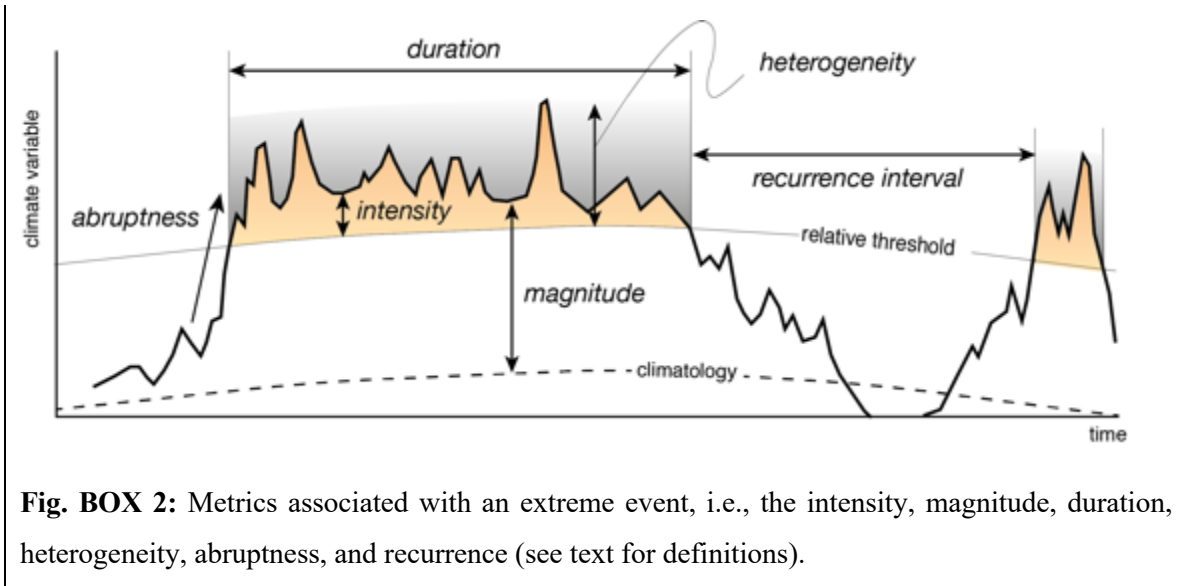 duration
heterogeneity
climate variable
abruptness
intensity
recurrence interval
relative threshold
magnitude
climatology
time
Fig. BOX 2: Metrics associated with an extreme event, i.e., the intensity, magnitude, duration,
heterogeneity, abruptness, and recurrence (see text for definitions).